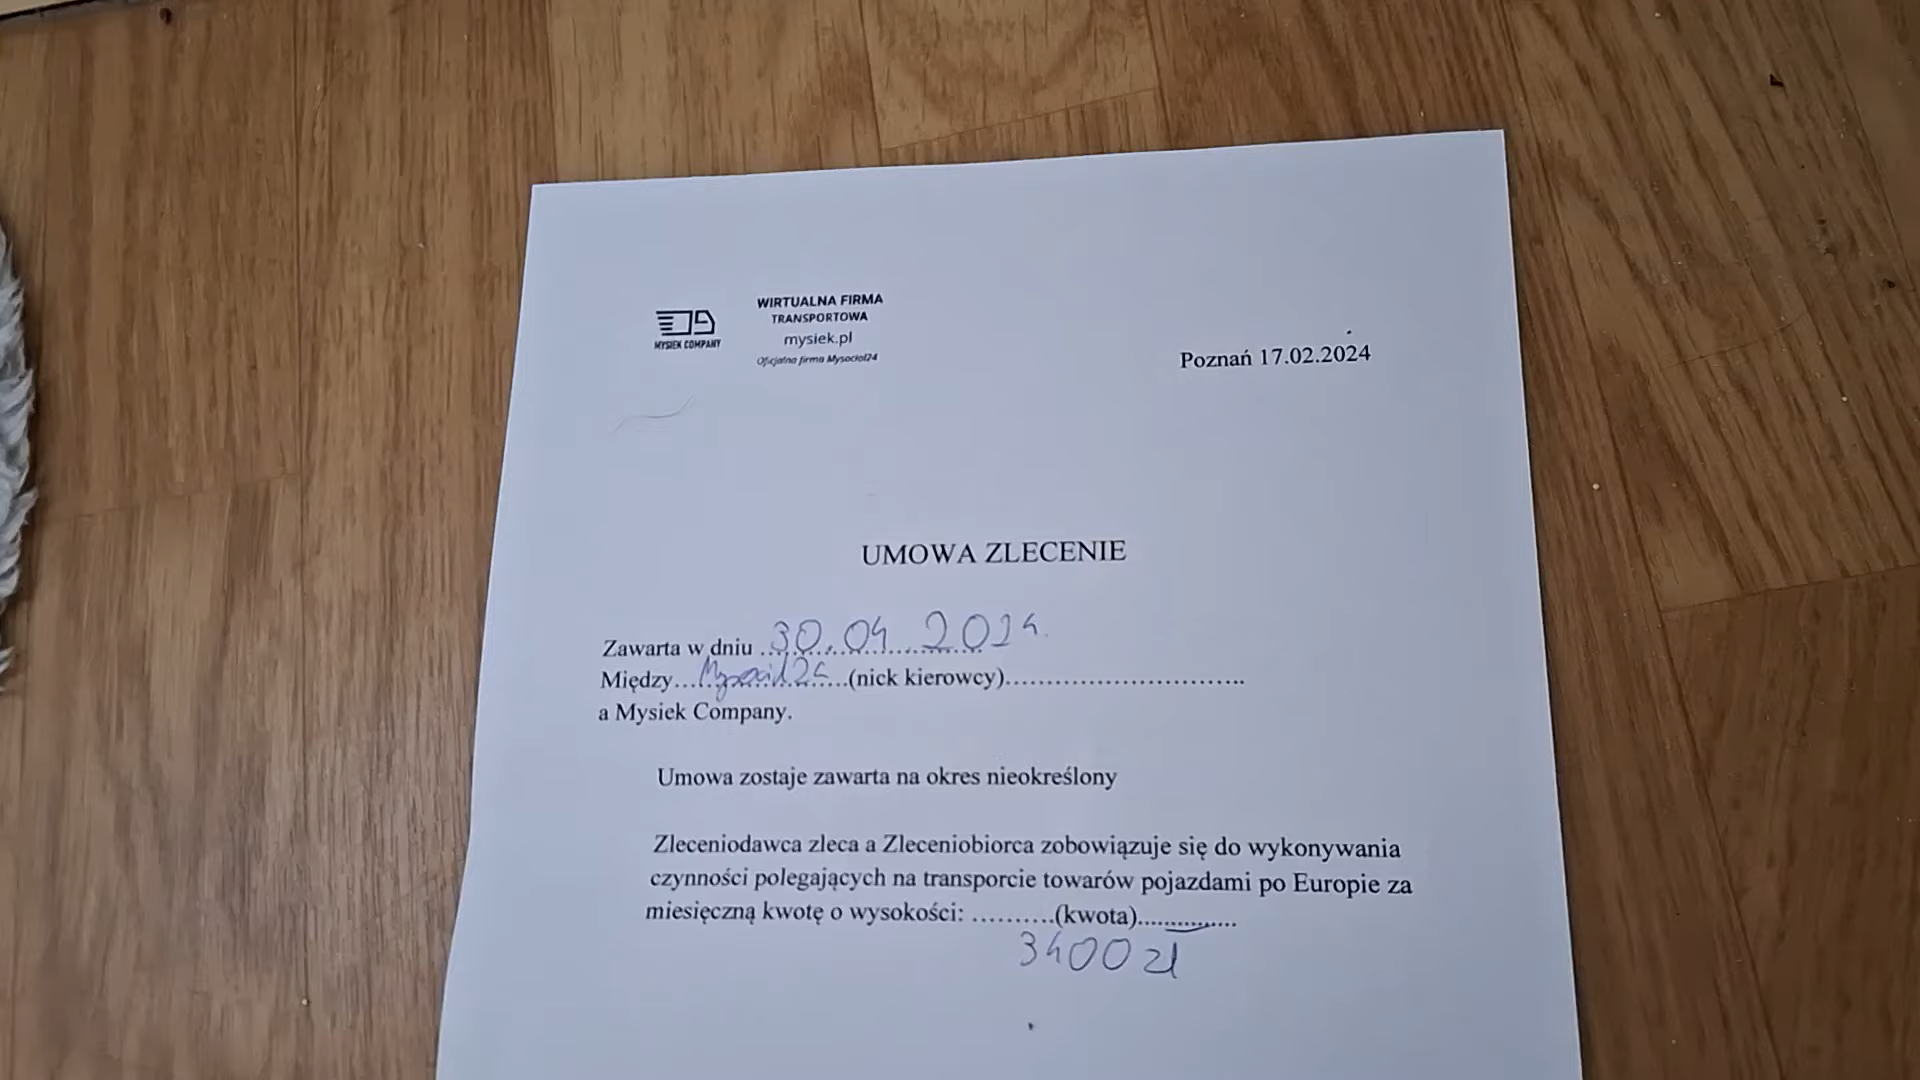 MYSIEK COMPANY
WIRTUALNA FIRMA
TRANSPORTOWA
mysiek.pl
Oficjalna firma Mysociol24
Poznań 17.02.2024
UMOWA ZLECENIE
Zawarta w dniu ..30.04.2024.
Między.............(nick kierowcy)..............................
a Mysiek Company.
Umowa zostaje zawarta na okres nieokreślony
Zleceniodawca zleca a Zleceniobiorca zobowiązuje się do wykonywania
czynności polegających na transporcie towarów pojazdami po Europie za
miesięczną kwotę o wysokości: ..........(kwota)...............
3400 zł